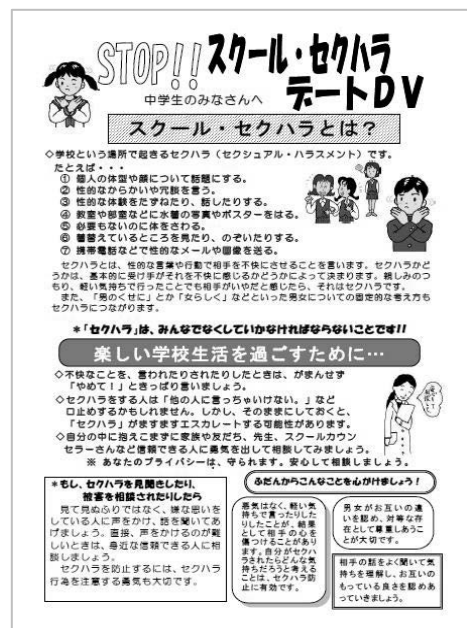 STOP!! スクール・セクハラ
デートDV
中学生のみなさんへ
スクール・セクハラとは?
◇学校という場所で起きるセクハラ(セクシュアル・ハラスメント)です。
たとえば・・・
① 個人の体型や顔について話題にする。
② 性的なからかいや冗談を言う。
③ 性的な体験をたずねたり、話したりする。
④ 教室や部室などに水着の写真やポスターをはる。
⑤ 必要もないのに体をさわる。
⑥ 着替えているところを見たり、のぞいたりする。
⑦ 携帯電話などで性的なメールや画像を送る。
セクハラとは、性的な言葉や行動で相手を不快にさせることを言います。セクハラかど
うかは、基本的に受け手がそれを不快に感じるかどうかによって決まります。親しみのつ
もり、軽い気持ちで行ったことでも相手がいやだと感じたら、それはセクハラです。
また、「男のくせに」とか「女らしく」などといった男女についての固定的な考え方も
セクハラにつながります。
*「セクハラ」は、みんなでなくしていかなければならないことです!!
楽しい学校生活を過ごすために…
◇不快なことを、言われたりされたりしたときは、がまんせず
「やめて!」ときっぱり言いましょう。
◇セクハラをする人は「他の人に言っちゃいけない。」など
口止めするかもしれません。しかし、そのままにしておくと、
「セクハラ」がますますエスカレートする可能性があります。
◇自分の中に抱えこまずに家族や友だち、先生、スクールカウン
セラーさんなど信頼できる人に勇気を出して相談してみましょう。
※ あなたのプライバシーは、守られます。安心して相談しましょう。
*もし、セクハラを見聞きしたり、
被害を相談されたりしたら
見て見ぬふりではなく、嫌な思いを
している人に声をかけ、話を聞いてあ
げましょう。直接、声をかけるのが難
しいときは、身近な信頼できる人に相
談しましょう。
セクハラを防止するには、セクハラ
行為を注意する勇気も大切です。
ふだんからこんなことを心がけましょう!
悪気はなく、軽い気
持ちで言ったりした
りしたことが、結果
として相手の心を
傷つけることがあり
ます。自分がセクハ
ラされたらどんな気
持ちだろうと考える
ことは、セクハラ防
止に有効です。
男女がお互いの違
いを認め、対等な存
在として尊重しあうこ
とが大切です。
相手の話をよく聞いて気
持ちを理解し、お互いの
もっている良さを認めあ
っていきましょう。